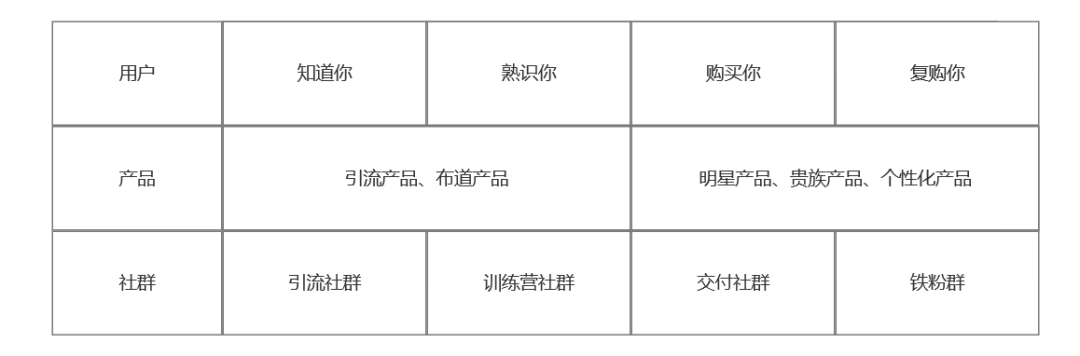 用户 知道你 熟识你 购买你 复购你
产品 引流产品、布道产品 明星产品、贵族产品、个性化产品
社群 引流社群 训练营社群 交付社群 铁粉群